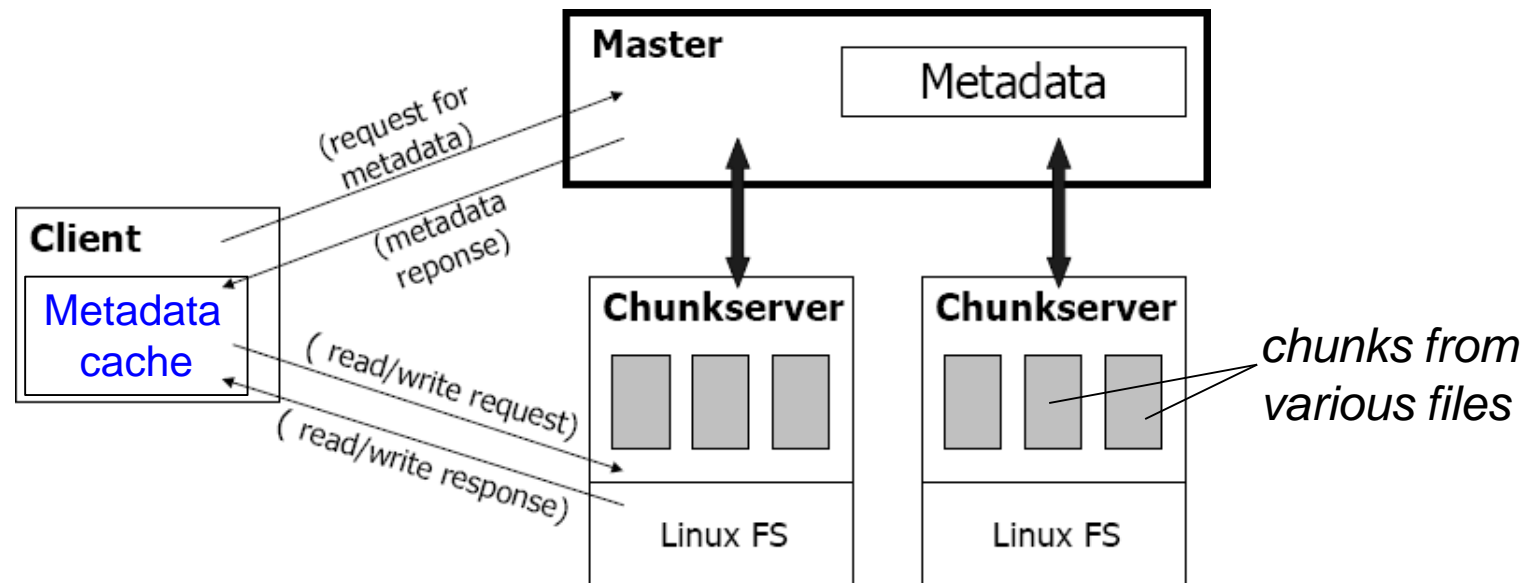 Master
Metadata
(request for
metadata)
(metadata
reponse)
Client
Metadata
cache
( read/write request)
( read/write response)
Chunkserver
Linux FS
Chunkserver
Linux FS
chunks from
various files